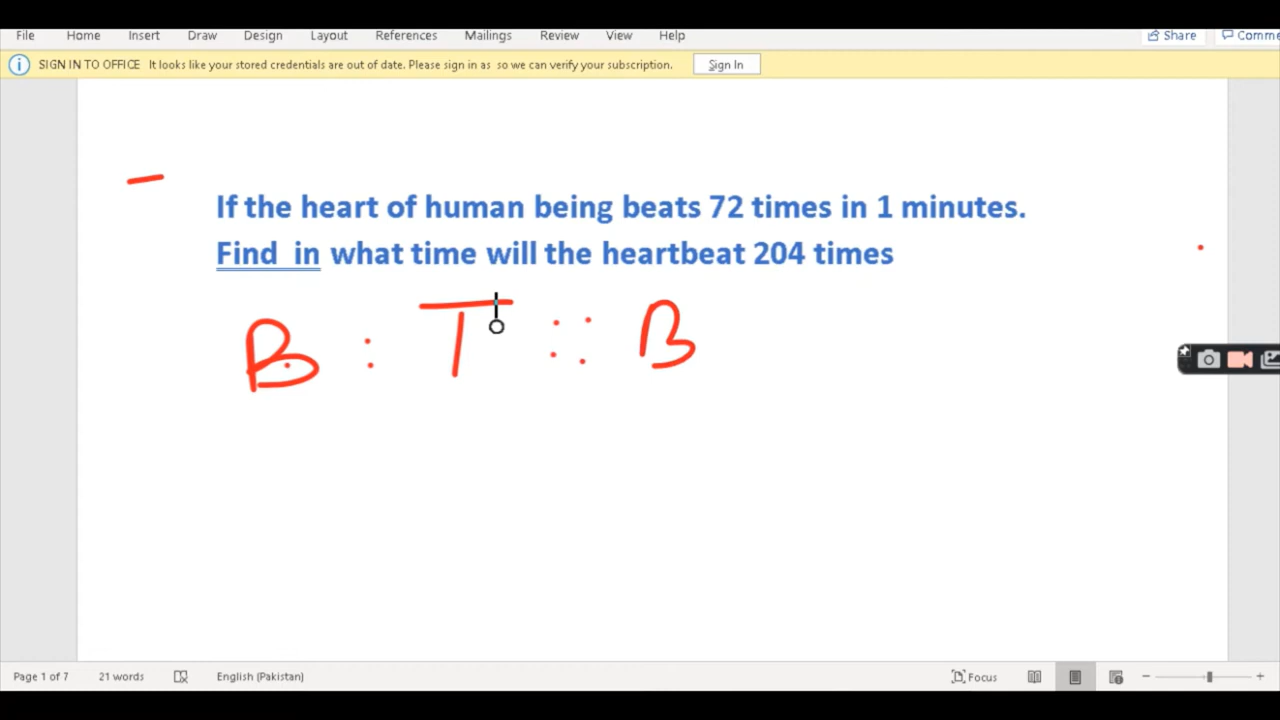 File Home Insert Draw Design Layout References Mailings Review View Help Share Comme
SIGN IN TO OFFICE It looks like your stored credentials are out of date. Please sign in as so we can verify your subscription. Sign In
If the heart of human being beats 72 times in 1 minutes.
Find in what time will the heartbeat 204 times
B : T :: B
Page 1 of 7 21 words English (Pakistan) Focus